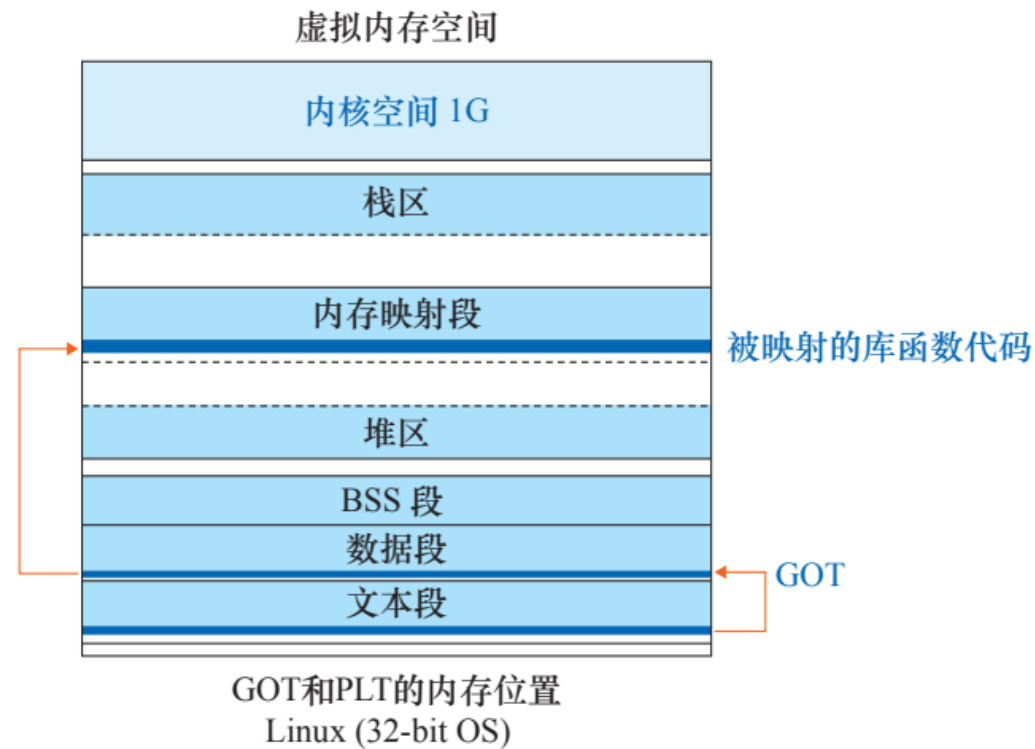 虚拟内存空间
内核空间 1G
栈区
内存映射段
被映射的库函数代码
堆区
BSS 段
数据段
GOT
文本段
GOT和PLT的内存位置
Linux (32-bit OS)